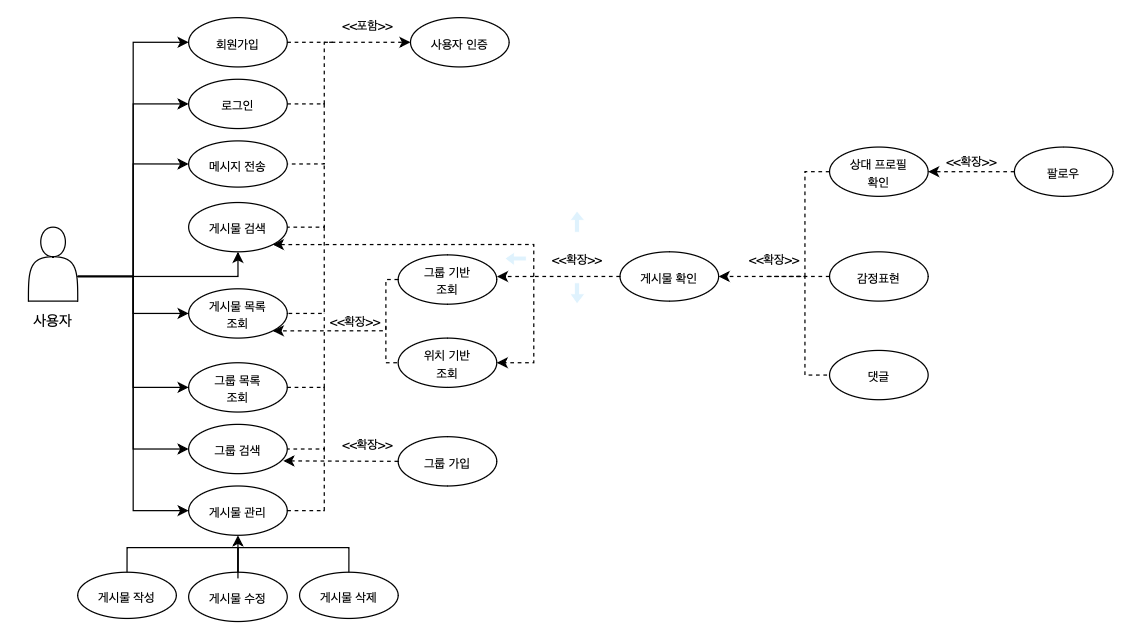 회원가입
<<포함>>
사용자 인증
로그인
메시지 전송
상대 프로필
확인
<<확장>>
팔로우
게시물 검색
사용자
그룹 기반
조회
<<확장>>
게시물 확인
<<확장>>
감정표현
게시물 목록
조회
<<확장>>
위치 기반
조회
댓글
그룹 목록
조회
그룹 검색
<<확장>>
그룹 가입
게시물 관리
게시물 작성
게시물 수정
게시물 삭제